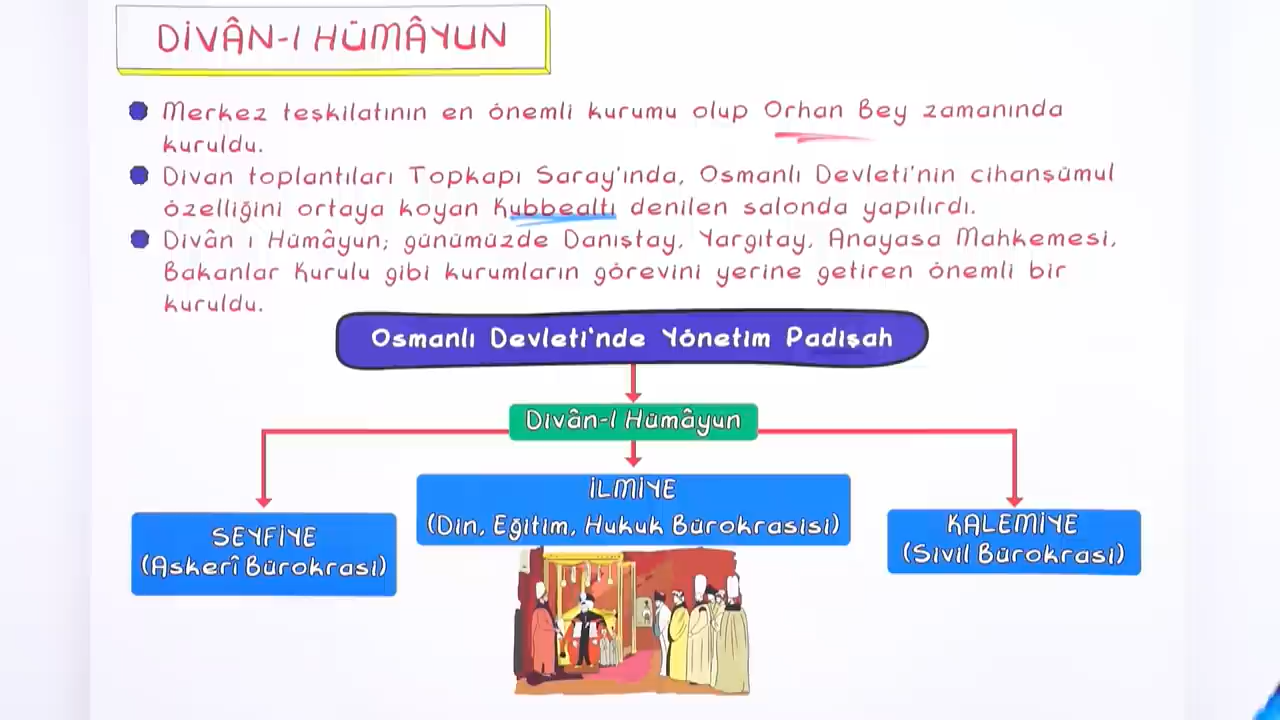 DİVÂN-I HÜMÂYUN
Merkez teşkilatının en önemli kurumu olup Orhan Bey zamanında
kuruldu.
Divan toplantıları Topkapı Saray'ında, Osmanlı Devleti'nin cihanşümul
özelliğini ortaya koyan Kubbealtı denilen salonda yapılırdı.
Divân ı Hümâyun; günümüzde Danıştay, Yargıtay, Anayasa Mahkemesi,
Bakanlar Kurulu gibi kurumların görevini yerine getiren önemli bir
kuruldu.
Osmanlı Devleti'nde Yönetim Padişah
Divân-I Hümâyun
İLMİYE
(Din, Eğitim, Hukuk Bürokrasisi)
SEYFİYE
(Askerî Bürokrasi)
KALEMİYE
(Sivil Bürokrasi)